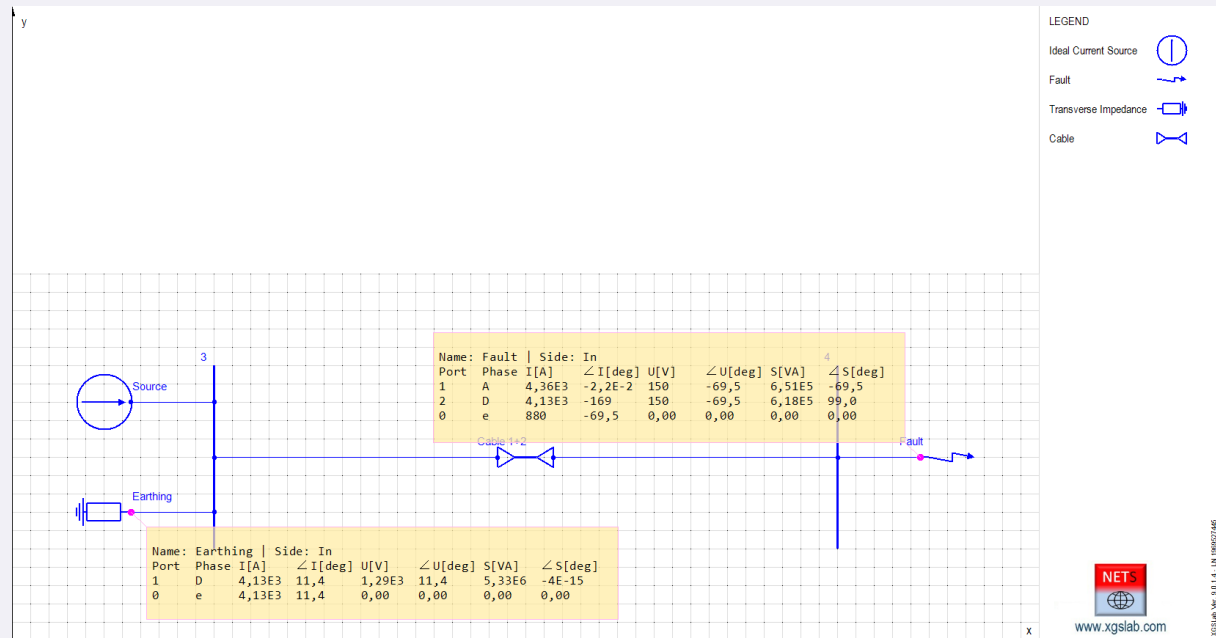 y
LEGEND
Ideal Current Source
Fault
Transverse Impedance
Cable
3
Source
Name: Fault | Side: In
4
Port Phase I[A] ∠I[deg] U[V] ∠U[deg] S[VA] ∠S[deg]
1 A 4,36E3 -2,2E-2 150 -69,5 6,51E5 -69,5
2 D 4,13E3 -169 150 -69,5 6,18E5 99,0
0 e 880 -69,5 0,00 0,00 0,00 0,00
Cable 1+2
Fault
Earthing
Name: Earthing | Side: In
Port Phase I[A] ∠I[deg] U[V] ∠U[deg] S[VA] ∠S[deg]
1 D 4,13E3 11,4 1,29E3 11,4 5,33E6 -4E-15
0 e 4,13E3 11,4 0,00 0,00 0,00 0,00
NETS
www.xgslab.com
x